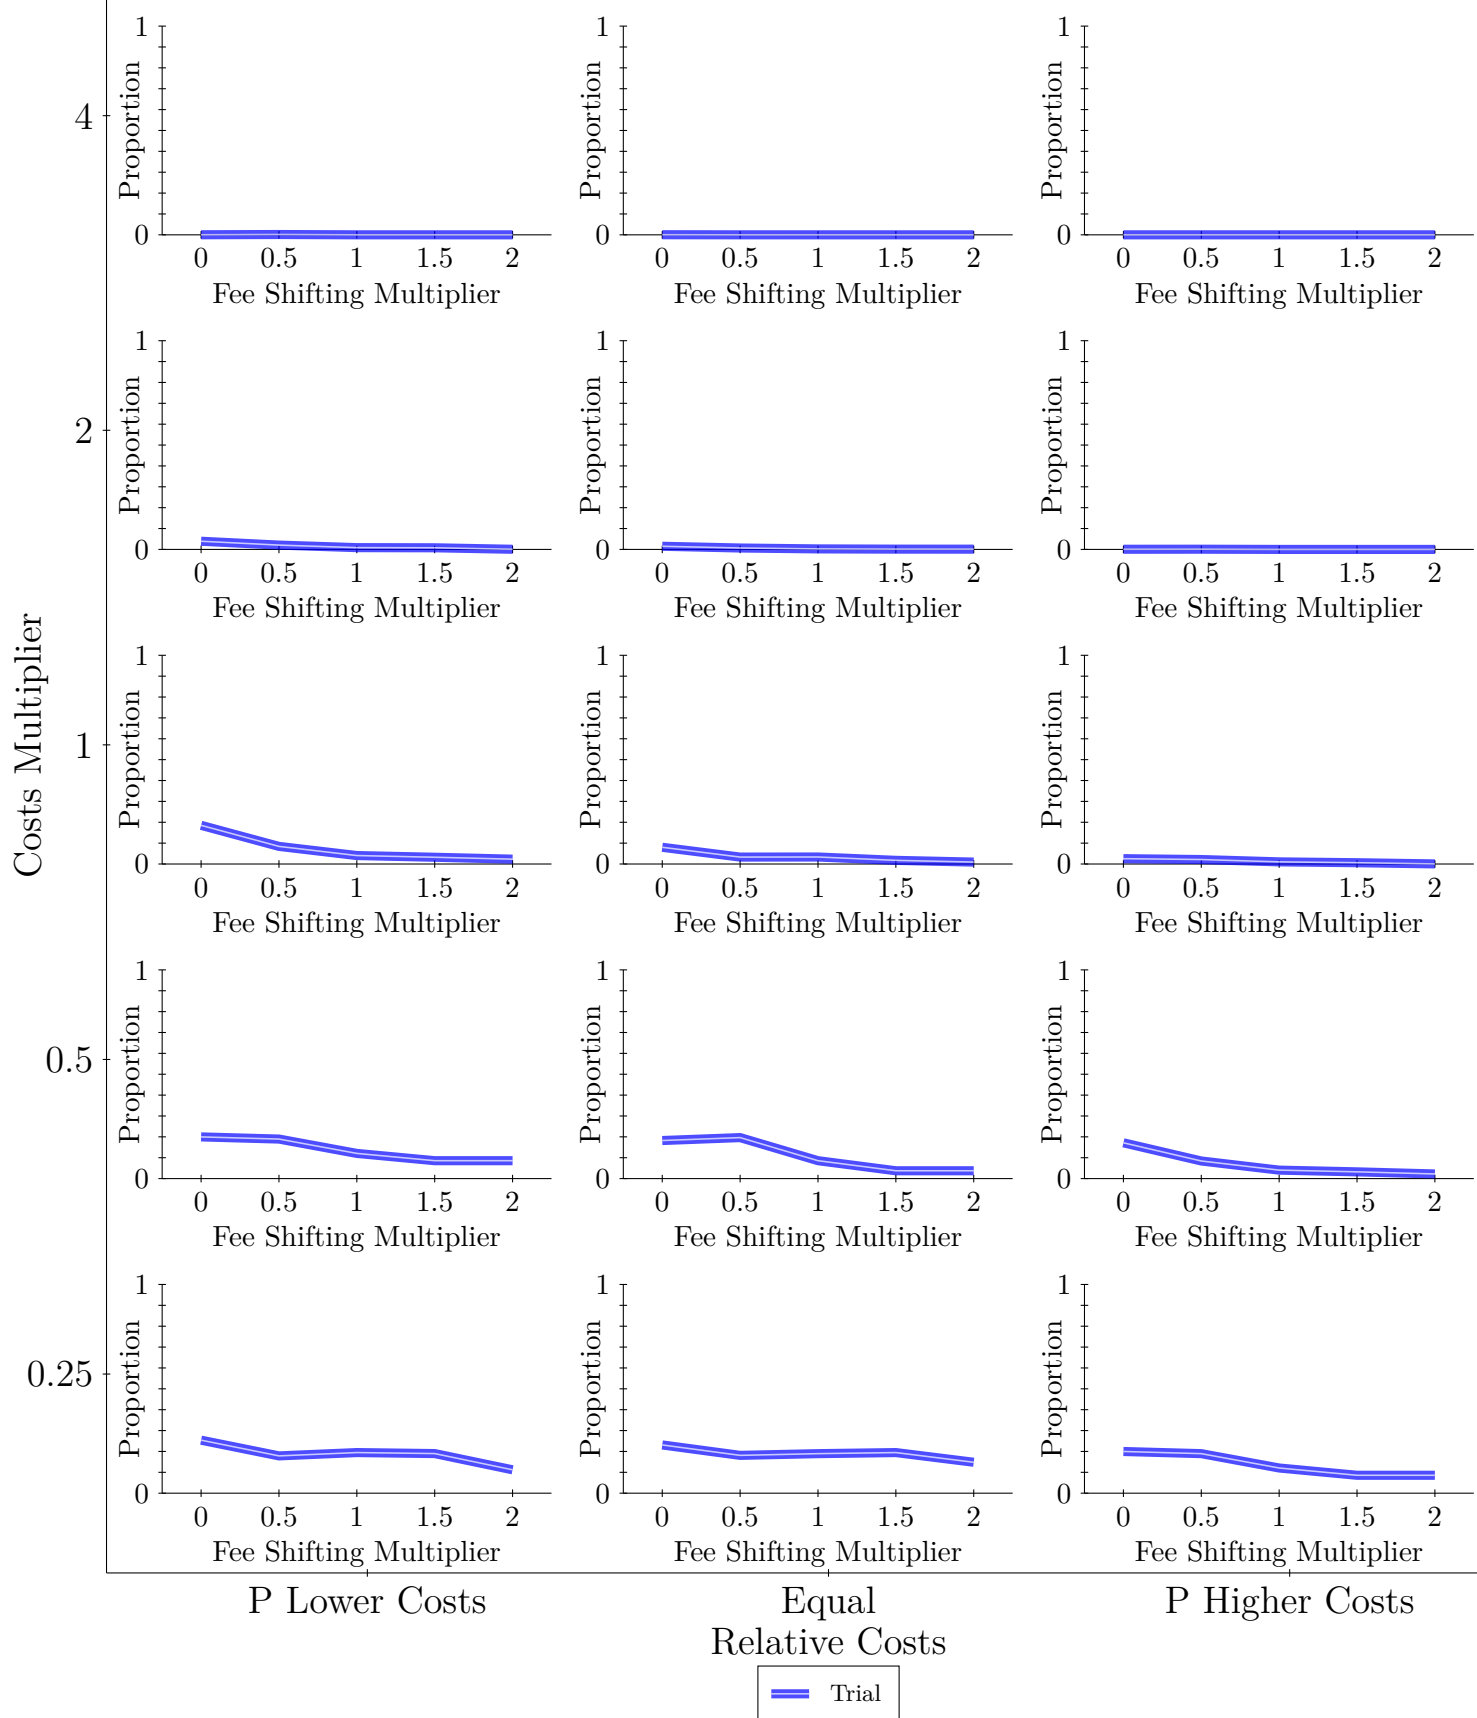 Costs Multiplier
4
1
Proportion
0
0 0.5 1 1.5 2
Fee Shifting Multiplier
1
Proportion
0
0 0.5 1 1.5 2
Fee Shifting Multiplier
1
Proportion
0
0 0.5 1 1.5 2
Fee Shifting Multiplier
2
1
Proportion
0
0 0.5 1 1.5 2
Fee Shifting Multiplier
1
Proportion
0
0 0.5 1 1.5 2
Fee Shifting Multiplier
1
Proportion
0
0 0.5 1 1.5 2
Fee Shifting Multiplier
1
1
Proportion
0
0 0.5 1 1.5 2
Fee Shifting Multiplier
1
Proportion
0
0 0.5 1 1.5 2
Fee Shifting Multiplier
1
Proportion
0
0 0.5 1 1.5 2
Fee Shifting Multiplier
0.5
1
Proportion
0
0 0.5 1 1.5 2
Fee Shifting Multiplier
1
Proportion
0
0 0.5 1 1.5 2
Fee Shifting Multiplier
1
Proportion
0
0 0.5 1 1.5 2
Fee Shifting Multiplier
0.25
1
Proportion
0
0 0.5 1 1.5 2
Fee Shifting Multiplier
1
Proportion
0
0 0.5 1 1.5 2
Fee Shifting Multiplier
1
Proportion
0
0 0.5 1 1.5 2
Fee Shifting Multiplier
P Lower Costs
Equal
P Higher Costs
Relative Costs
Trial